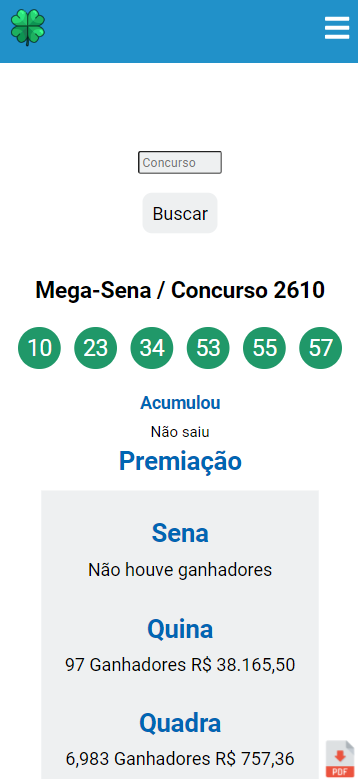 Concurso
Buscar
Mega-Sena / Concurso 2610
10 23 34 53 55 57
Acumulou
Não saiu
Premiação
Sena
Não houve ganhadores
Quina
97 Ganhadores R$ 38.165,50
Quadra
6,983 Ganhadores R$ 757,36
PDF